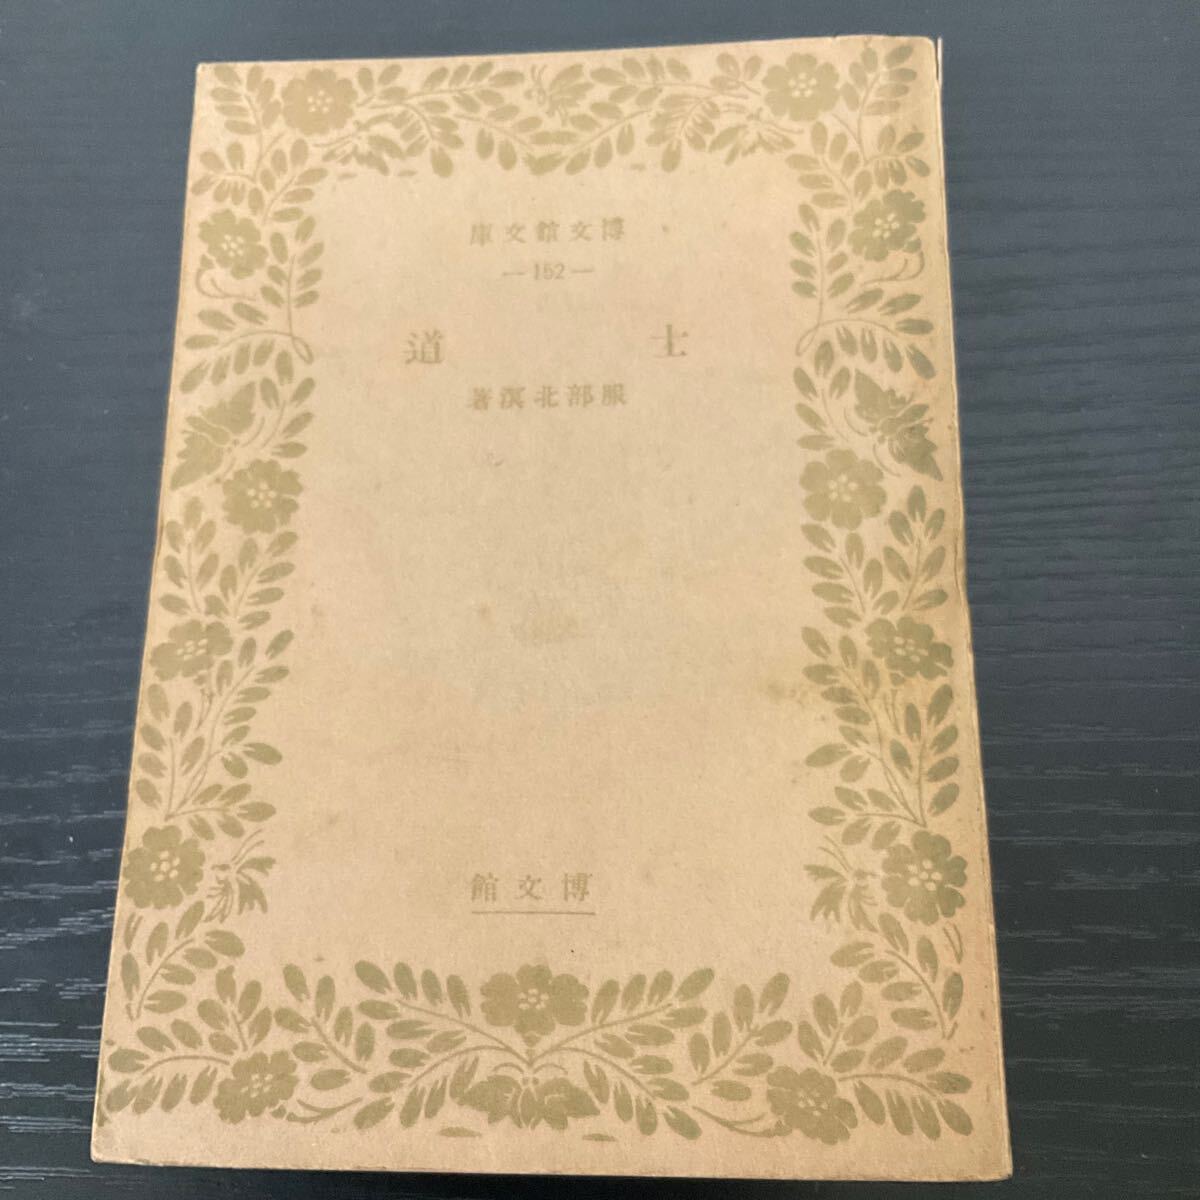 博文館文庫
—152—
士道
服部北溟著
博文館